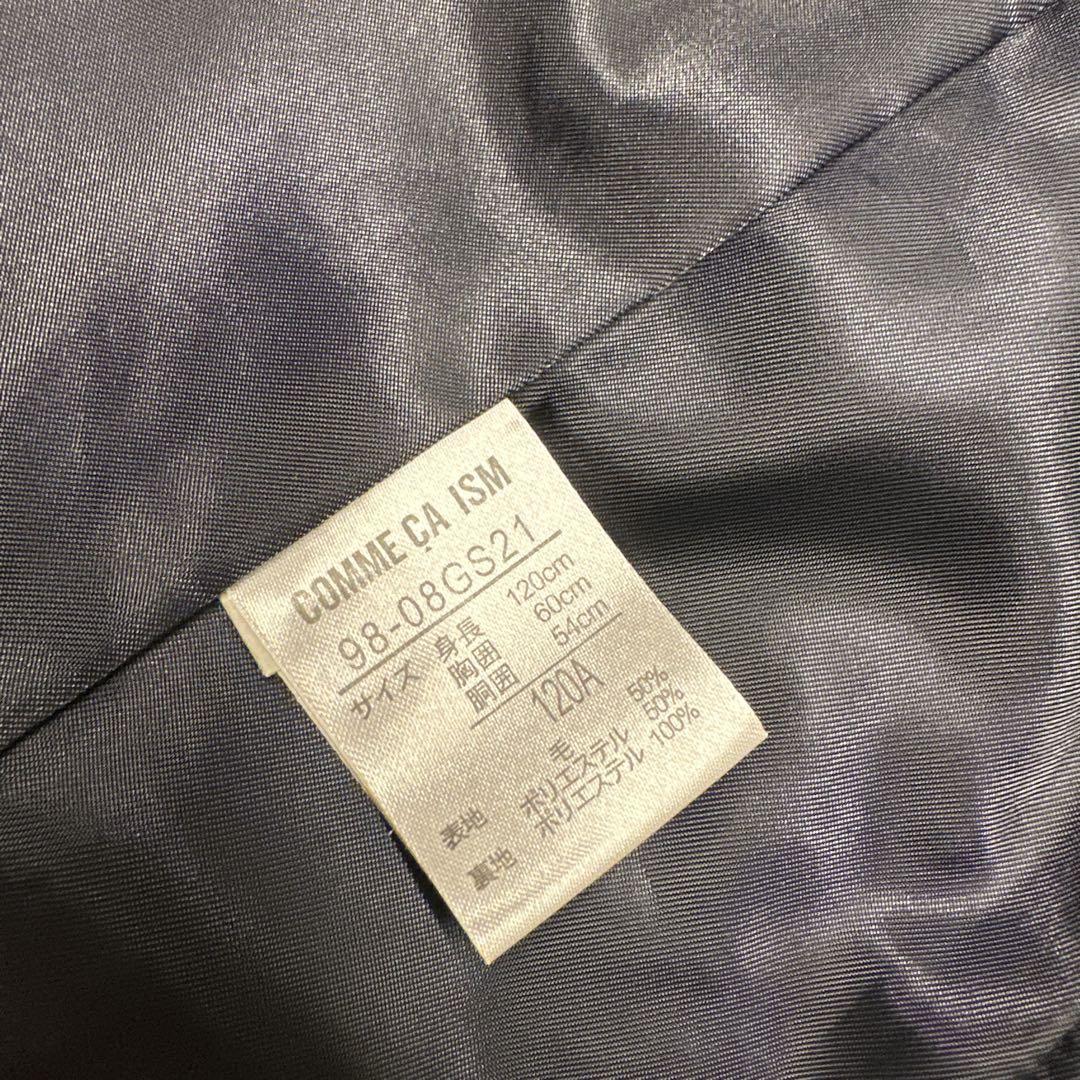 COMME ÇA ISM
98-08GS21
サイズ 身長 120cm
胸囲 60cm
胴囲 54cm
120A
表地 毛 50%
ポリエステル 50%
裏地 ポリエステル 100%